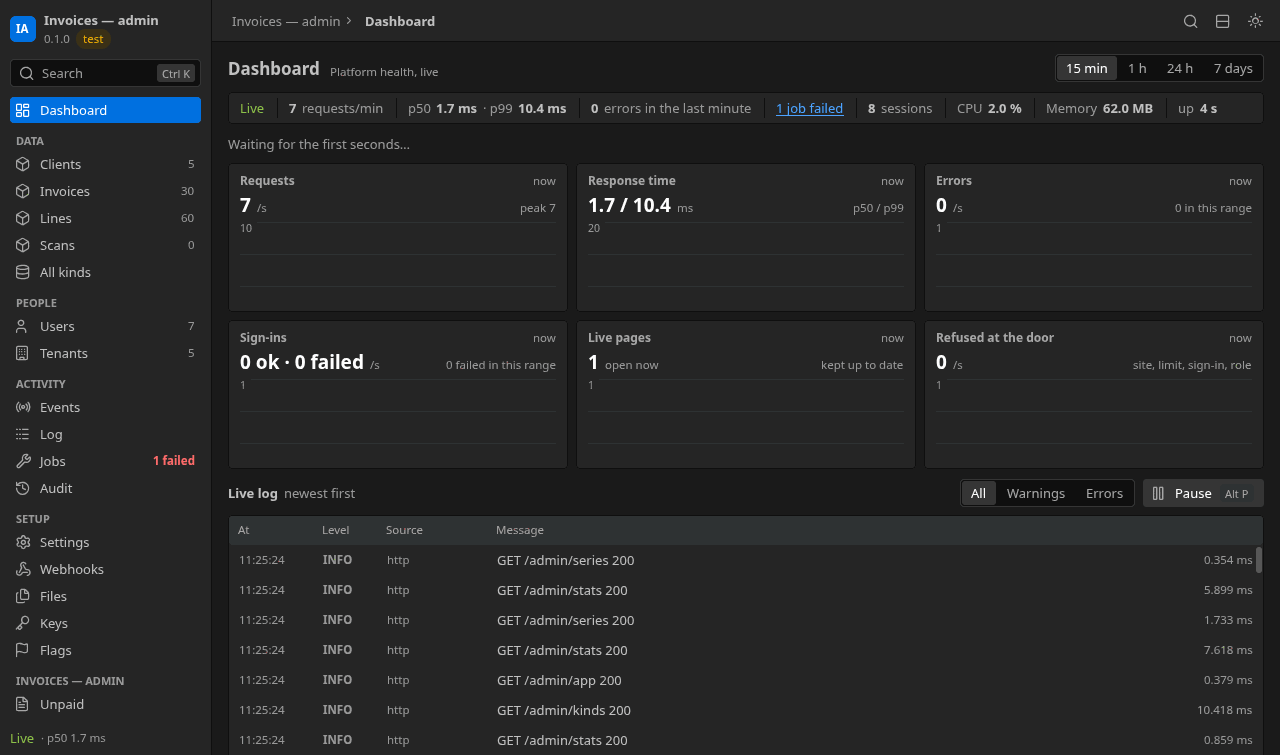 IA
Invoices — admin
0.1.0 test
Search Ctrl K
Dashboard
DATA
Clients 5
Invoices 30
Lines 60
Scans 0
All kinds
PEOPLE
Users 7
Tenants 5
ACTIVITY
Events
Log
Jobs 1 failed
Audit
SETUP
Settings
Webhooks
Files
Keys
Flags
INVOICES — ADMIN
Unpaid
Live · p50 1.7 ms
Invoices — admin Dashboard
Dashboard Platform health, live
15 min 1 h 24 h 7 days
Live 7 requests/min p50 1.7 ms · p99 10.4 ms 0 errors in the last minute 1 job failed 8 sessions CPU 2.0 % Memory 62.0 MB up 4 s
Waiting for the first seconds...
Requests now
7 /s peak 7
10
Response time now
1.7 / 10.4 ms p50 / p99
20
Errors now
0 /s 0 in this range
1
Sign-ins now
0 ok · 0 failed /s 0 failed in this range
1
Live pages now
1 open now kept up to date
1
Refused at the door now
0 /s site, limit, sign-in, role
1
Live log newest first
All Warnings Errors Pause Alt P
At Level Source Message
11:25:24 INFO http GET /admin/series 200 0.354 ms
11:25:24 INFO http GET /admin/stats 200 5.899 ms
11:25:24 INFO http GET /admin/series 200 1.733 ms
11:25:24 INFO http GET /admin/stats 200 7.618 ms
11:25:24 INFO http GET /admin/app 200 0.379 ms
11:25:24 INFO http GET /admin/kinds 200 10.418 ms
11:25:24 INFO http GET /admin/stats 200 0.859 ms